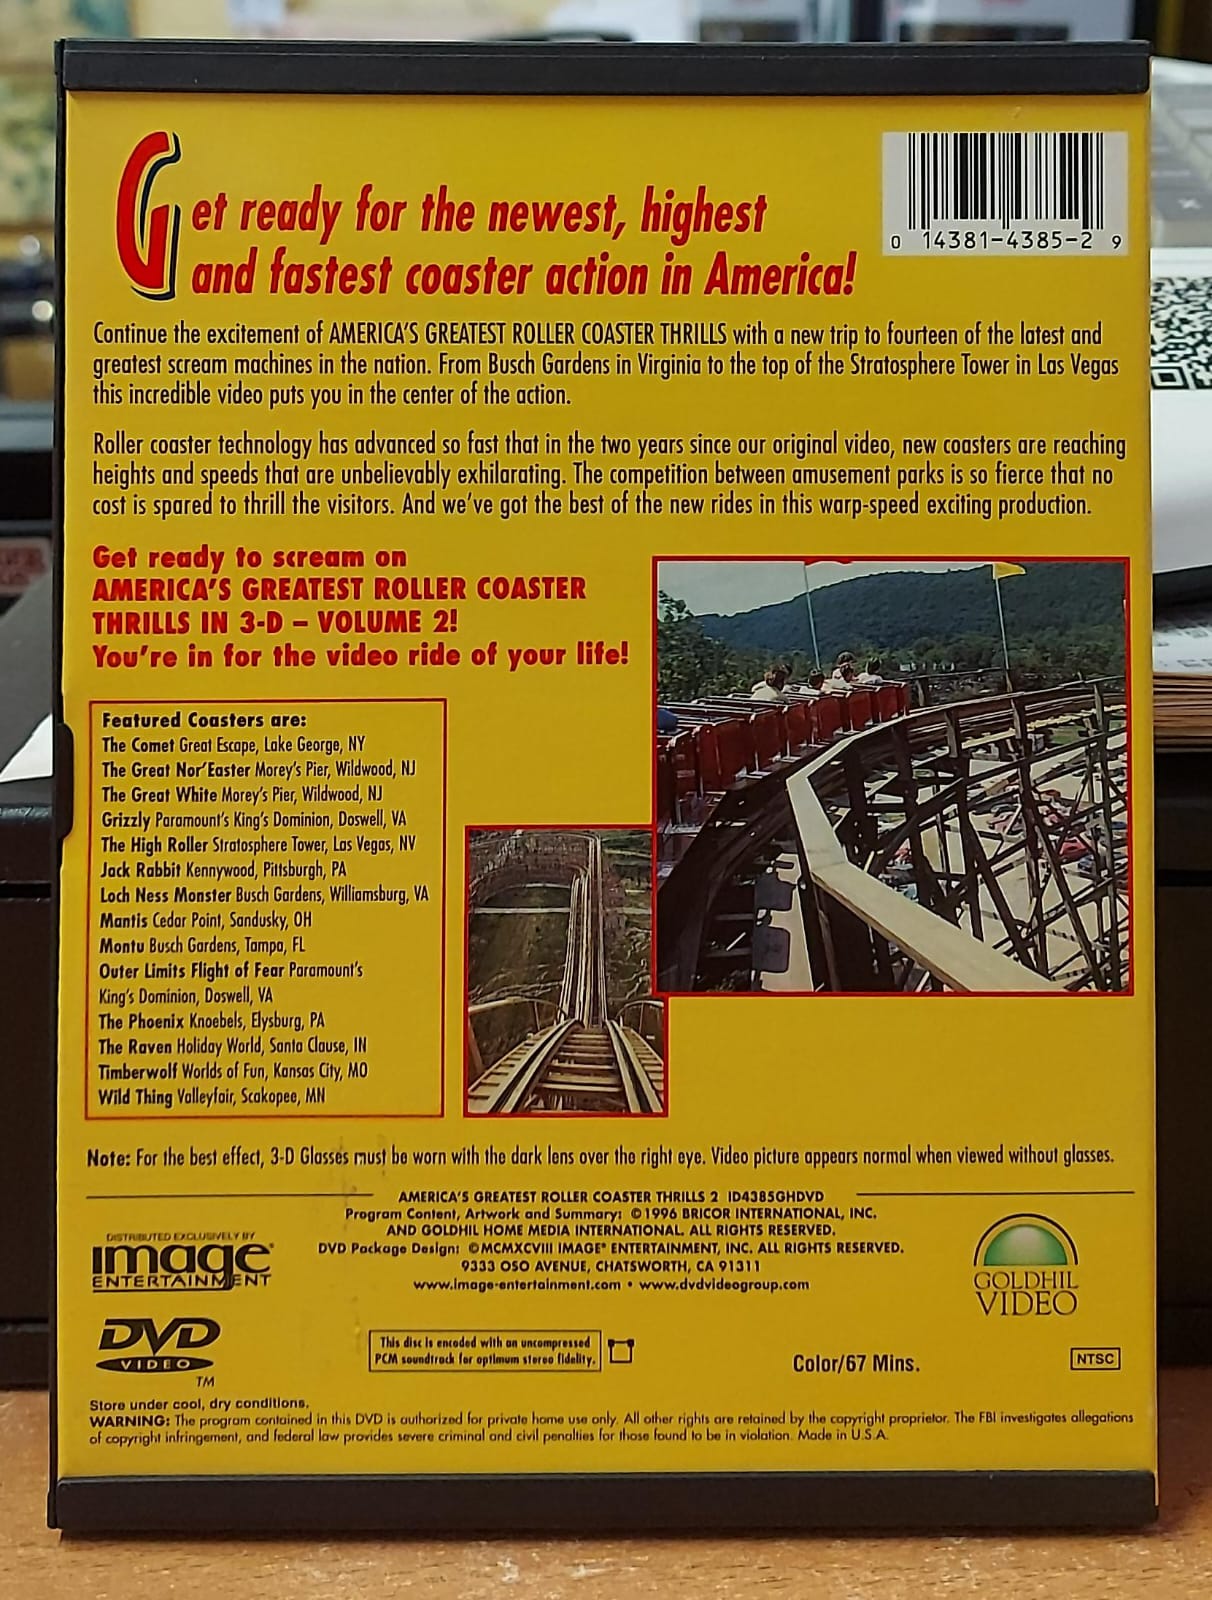 Get ready for the newest, highest
and fastest coaster action in America!
0 14381-4385-2 9
Continue the excitement of AMERICA'S GREATEST ROLLER COASTER THRILLS with a new trip to fourteen of the latest and
greatest scream machines in the nation. From Busch Gardens in Virginia to the top of the Stratosphere Tower in Las Vegas
this incredible video puts you in the center of the action.
Roller coaster technology has advanced so fast that in the two years since our original video, new coasters are reaching
heights and speeds that are unbelievably exhilarating. The competition between amusement parks is so fierce that no
cost is spared to thrill the visitors. And we've got the best of the new rides in this warp-speed exciting production.
Get ready to scream on
AMERICA'S GREATEST ROLLER COASTER
THRILLS IN 3-D – VOLUME 2!
You're in for the video ride of your life!
Featured Coasters are:
The Comet Great Escape, Lake George, NY
The Great Nor'Easter Morey's Pier, Wildwood, NJ
The Great White Morey's Pier, Wildwood, NJ
Grizzly Paramount's King's Dominion, Doswell, VA
The High Roller Stratosphere Tower, Las Vegas, NV
Jack Rabbit Kennywood, Pittsburgh, PA
Loch Ness Monster Busch Gardens, Williamsburg, VA
Mantis Cedar Point, Sandusky, OH
Montu Busch Gardens, Tampa, FL
Outer Limits Flight of Fear Paramount's
King's Dominion, Doswell, VA
The Phoenix Knoebels, Elysburg, PA
The Raven Holiday World, Santa Clause, IN
Timberwolf Worlds of Fun, Kansas City, MO
Wild Thing Valleyfair, Scakopee, MN
Note: For the best effect, 3-D Glasses must be worn with the dark lens over the right eye. Video picture appears normal when viewed without glasses.
AMERICA'S GREATEST ROLLER COASTER THRILLS 2 ID4385GHDVD
Program Content, Artwork and Summary: ©1996 BRICOR INTERNATIONAL, INC.
AND GOLDHIL HOME MEDIA INTERNATIONAL. ALL RIGHTS RESERVED.
DVD Package Design: ©MCMXCVIII IMAGE® ENTERTAINMENT, INC. ALL RIGHTS RESERVED.
9333 OSO AVENUE, CHATSWORTH, CA 91311
www.image-entertainment.com • www.dvdvideogroup.com
DISTRIBUTED EXCLUSIVELY BY
image®
ENTERTAINMENT
GOLDHIL
VIDEO
DVD
VIDEO
TM
This disc is encoded with an uncompressed
PCM soundtrack for optimum stereo fidelity.
Color/67 Mins.
NTSC
Store under cool, dry conditions.
WARNING: The program contained in this DVD is authorized for private home use only. All other rights are retained by the copyright proprietor. The FBI investigates allegations
of copyright infringement, and federal law provides severe criminal and civil penalties for those found to be in violation. Made in U.S.A.